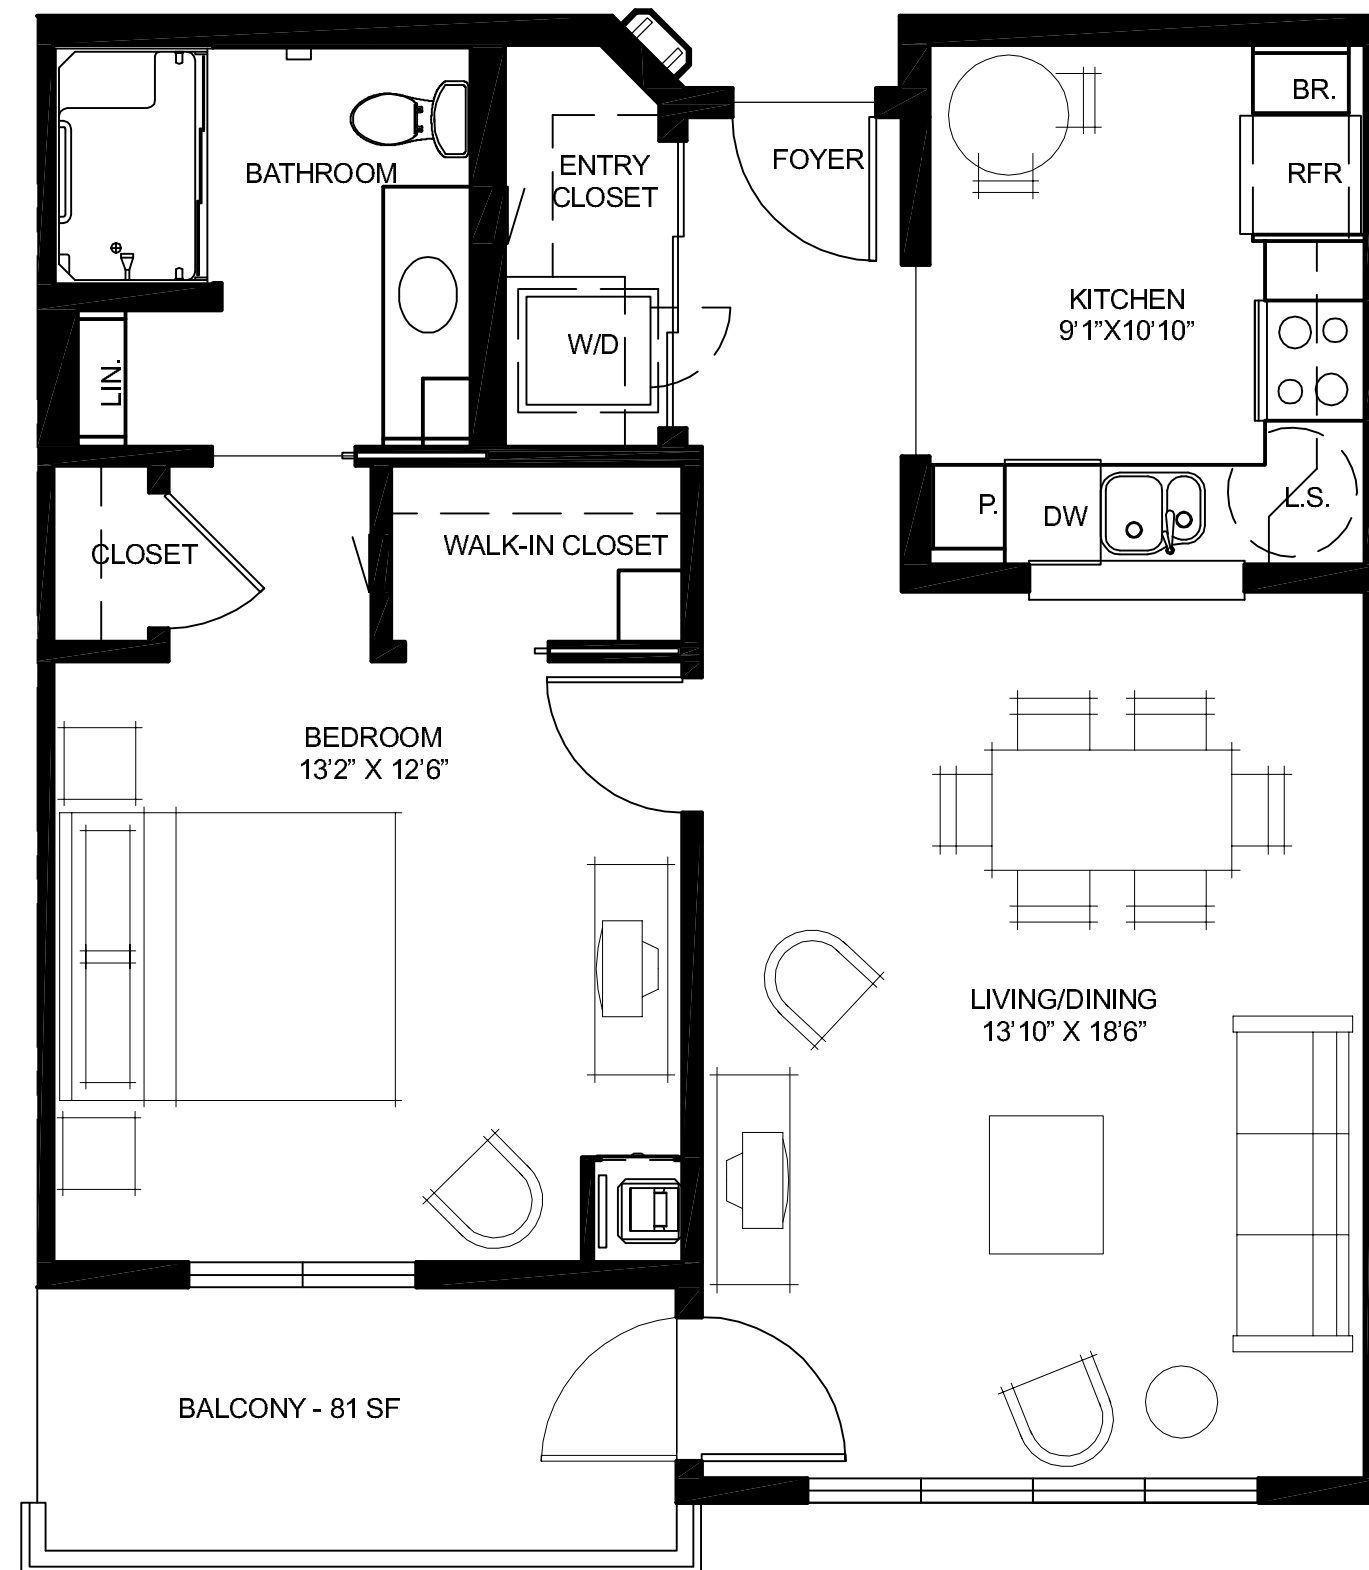 BR.
FOYER
BATHROOM
ENTRY
CLOSET
RFR
KITCHEN
9'1”X10'10”
W/D
LIN.
P.
DW
L.S.
CLOSET
WALK-IN CLOSET
BEDROOM
13'2” X 12'6”
LIVING/DINING
13'10” X 18'6”
BALCONY - 81 SF